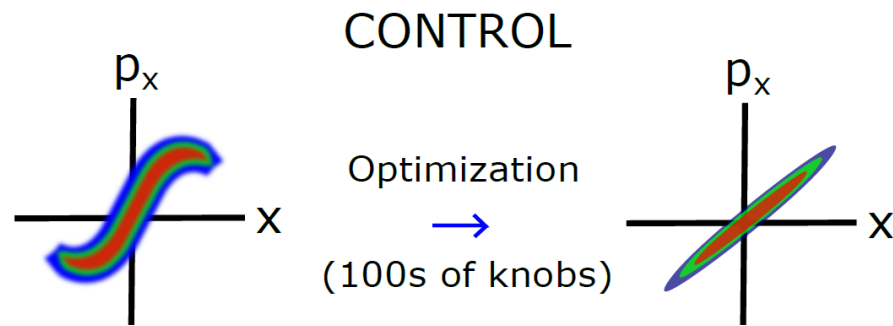 CONTROL
pₓ
x
Optimization
→
(100s of knobs)
pₓ
x